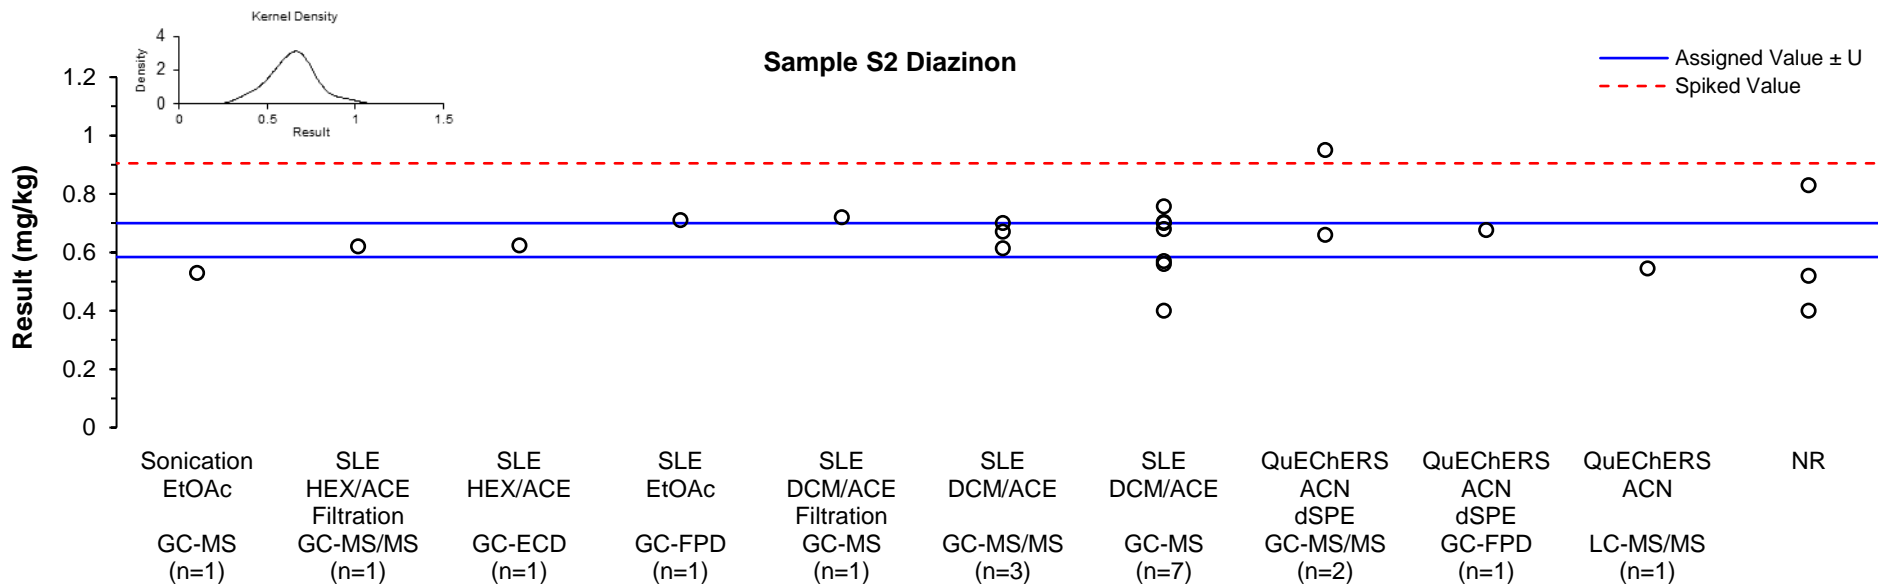 Kernel Density
Density
4
2
0
0
0.5
1
1.5
Result
Sample S2 Diazinon
Assigned Value ± U
Spiked Value
Result (mg/kg)
1.2
1
0.8
0.6
0.4
0.2
0
Sonication
EtOAc
GC-MS
(n=1)
SLE
HEX/ACE
Filtration
GC-MS/MS
(n=1)
SLE
HEX/ACE
GC-ECD
(n=1)
SLE
EtOAc
GC-FPD
(n=1)
SLE
DCM/ACE
Filtration
GC-MS
(n=1)
SLE
DCM/ACE
GC-MS/MS
(n=3)
SLE
DCM/ACE
GC-MS
(n=7)
QuEChERS
ACN
dSPE
GC-MS/MS
(n=2)
QuEChERS
ACN
dSPE
GC-FPD
(n=1)
QuEChERS
ACN
LC-MS/MS
(n=1)
NR